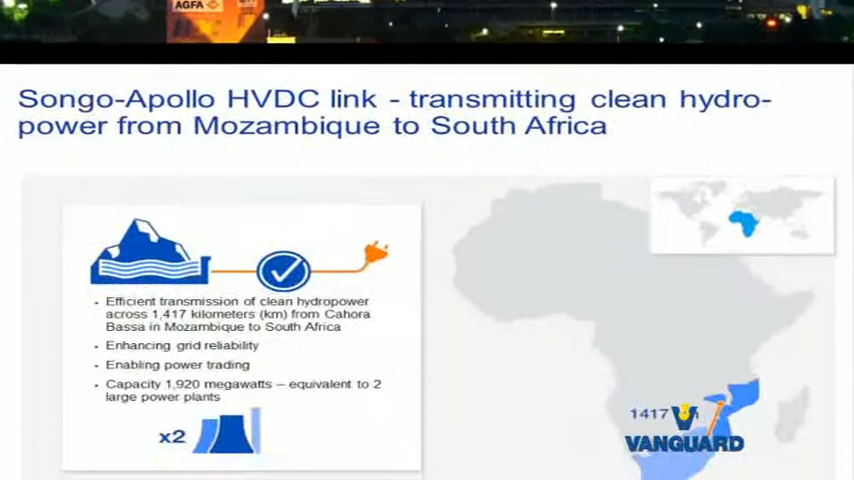 AGFA
Songo-Apollo HVDC link - transmitting clean hydro-
power from Mozambique to South Africa
- Efficient transmission of clean hydropower
across 1,417 kilometers (km) from Cahora
Bassa in Mozambique to South Africa
- Enhancing grid reliability
- Enabling power trading
- Capacity 1,920 megawatts – equivalent to 2
large power plants
x2
1417
VANGUARD